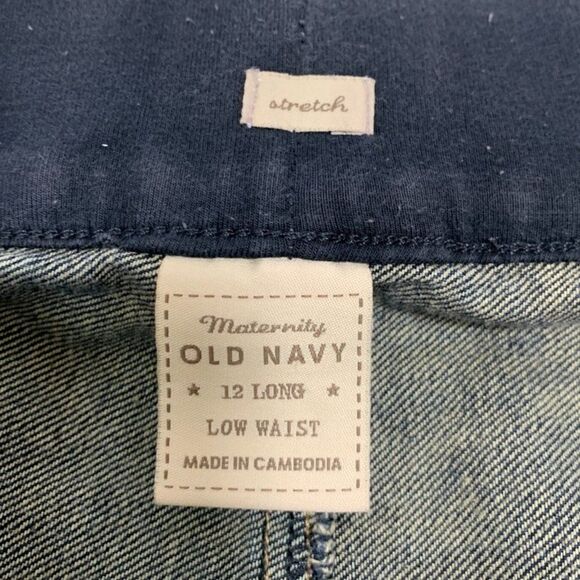 stretch
Maternity
OLD NAVY
★ 12 LONG ★
LOW WAIST
MADE IN CAMBODIA